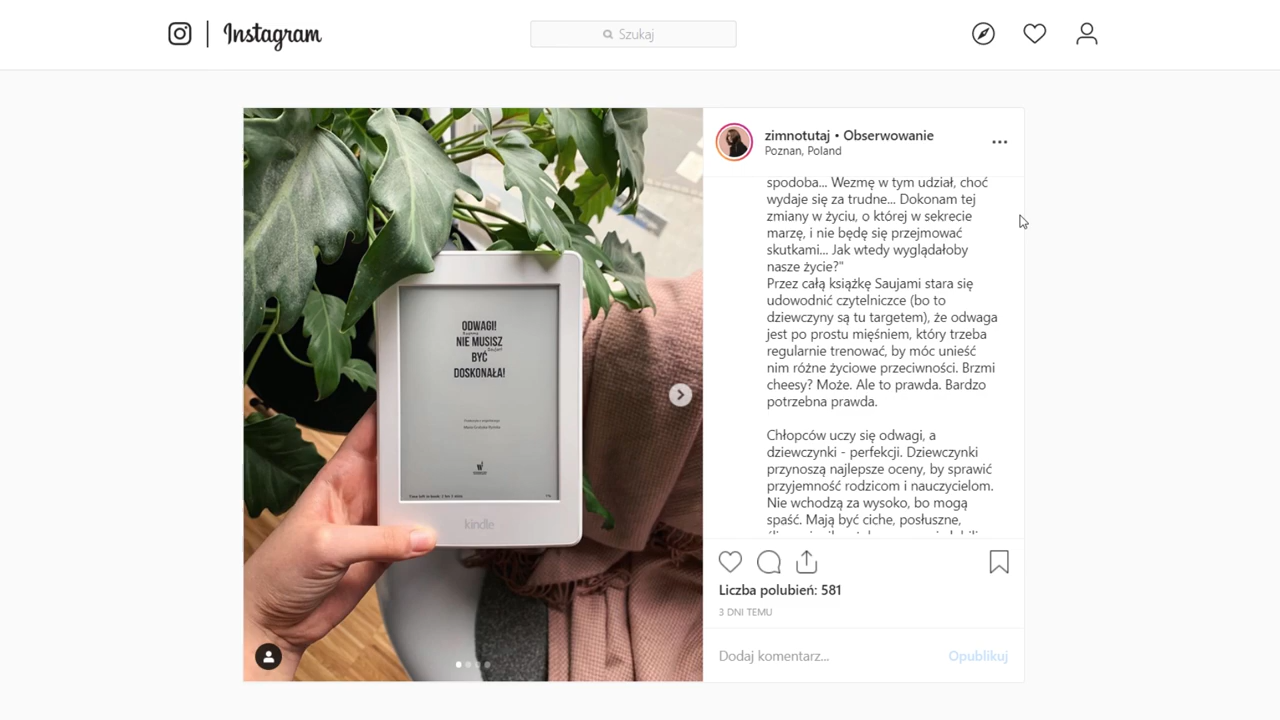 Instagram
Szukaj
zimnotutaj • Obserwowanie
Poznan, Poland
spodoba... Wezmę w tym udział, choć
wydaje się za trudne... Dokonam tej
zmiany w życiu, o której w sekrecie
marzę, i nie będę się przejmować
skutkami... Jak wtedy wyglądałoby
nasze życie?"
Przez całą książkę Saujami stara się
udowodnić czytelniczce (bo to
dziewczyny są tu targetem), że odwaga
jest po prostu mięśniem, który trzeba
regularnie trenować, by móc unieść
nim różne życiowe przeciwności. Brzmi
cheesy? Może. Ale to prawda. Bardzo
potrzebna prawda.
Chłopców uczy się odwagi, a
dziewczynki - perfekcji. Dziewczynki
przynoszą najlepsze oceny, by sprawić
przyjemność rodzicom i nauczycielom.
Nie wchodzą za wysoko, bo mogą
spaść. Mają być ciche, posłuszne,
Liczba polubień: 581
3 DNI TEMU
Dodaj komentarz...
Opublikuj
ODWAGI!
NIE MUSISZ
BYĆ
DOSKONAŁA!
kindle